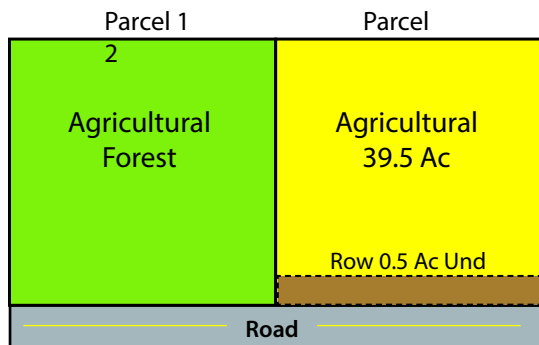 Parcel 1 Parcel
2
Agricultural
Forest
Agricultural
39.5 Ac
Row 0.5 Ac Und
Road